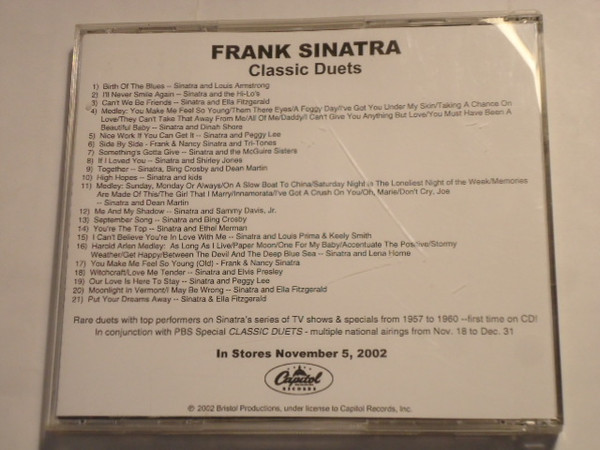 FRANK SINATRA
Classic Duets
1) Birth Of The Blues -- Sinatra and Louis Armstrong
2) I'll Never Smile Again -- Sinatra and the Hi-Lo's
3) Can't We Be Friends -- Sinatra and Ella Fitzgerald
4) Medley: You Make Me Feel So Young/Them There Eyes/A Foggy Day/I've Got You Under My Skin/Taking A Chance On
Love/They Can't Take That Away From Me/All Of Me/Daddy/I Can't Give You Anything But Love/You Must Have Been A
Beautiful Baby -- Sinatra and Dinah Shore
5) Nice Work If You Can Get It -- Sinatra and Peggy Lee
6) Side By Side - Frank & Nancy Sinatra and Tri-Tones
7) Something's Gotta Give -- Sinatra and the McGuire Sisters
8) If I Loved You -- Sinatra and Shirley Jones
9) Together -- Sinatra, Bing Crosby and Dean Martin
10) High Hopes -- Sinatra and kids
11) Medley: Sunday, Monday Or Always/On A Slow Boat To China/Saturday Night is The Loneliest Night of the Week/Memories
Are Made Of This/The Girl That I Marry/Innamorata/I've Got A Crush On You/Oh, Marie/Don't Cry, Joe
-- Sinatra and Dean Martin
12) Me And My Shadow -- Sinatra and Sammy Davis, Jr.
13) September Song -- Sinatra and Bing Crosby
14) You're The Top -- Sinatra and Ethel Merman
15) I Can't Believe You're In Love With Me -- Sinatra and Louis Prima & Keely Smith
16) Harold Arlen Medley: As Long As I Live/Paper Moon/One For My Baby/Accentuate The Positive/Stormy
Weather/Get Happy/Between The Devil And The Deep Blue Sea -- Sinatra and Lena Horne
17) You Make Me Feel So Young (Old) - Frank & Nancy Sinatra
18) Witchcraft/Love Me Tender -- Sinatra and Elvis Presley
19) Our Love Is Here To Stay -- Sinatra and Peggy Lee
20) Moonlight in Vermont/I May Be Wrong -- Sinatra and Ella Fitzgerald
21) Put Your Dreams Away -- Sinatra & Ella Fitzgerald
Rare duets with top performers on Sinatra's series of TV shows & specials from 1957 to 1960 --first time on CD!
In conjunction with PBS Special CLASSIC DUETS - multiple national airings from Nov. 18 to Dec. 31
In Stores November 5, 2002
Capitol
RECORDS
℗ 2002 Bristol Productions, under license to Capitol Records, Inc.